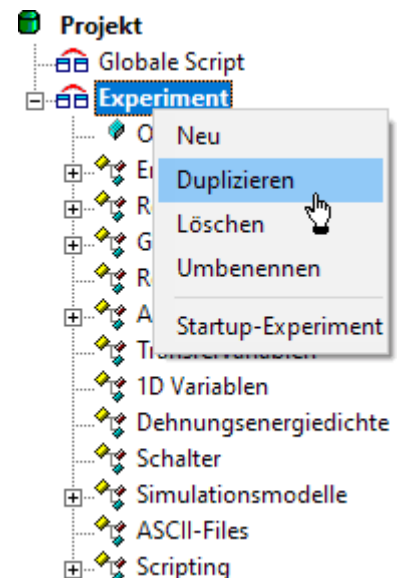 Projekt
Globale Script
Experiment
Neu
Duplizieren
Löschen
Umbenennen
Startup-Experiment
1D Variablen
Dehnungsenergiedichte
Schalter
Simulationsmodelle
ASCII-Files
Scripting